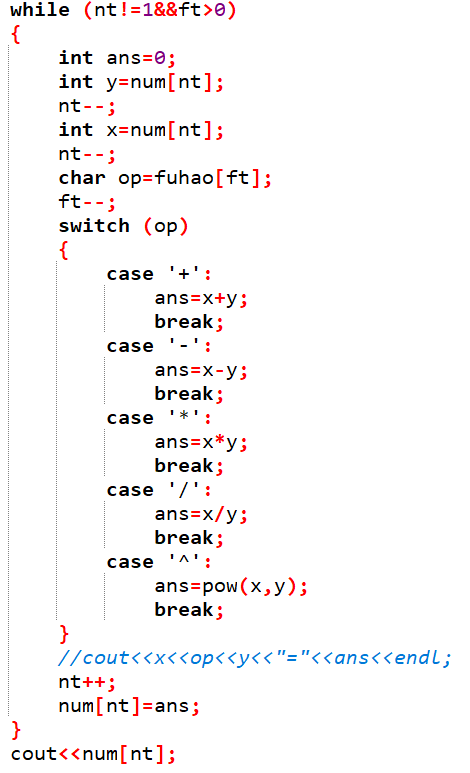 while (nt!=1&&ft>0)
{
    int ans=0;
    int y=num[nt];
    nt--;
    int x=num[nt];
    nt--;
    char op=fuhao[ft];
    ft--;
    switch (op)
    {
        case '+':
            ans=x+y;
            break;
        case '-':
            ans=x-y;
            break;
        case '*':
            ans=x*y;
            break;
        case '/':
            ans=x/y;
            break;
        case '^':
            ans=pow(x,y);
            break;
    }
    //cout<<x<<op<<y<<"="<<ans<<endl;
    nt++;
    num[nt]=ans;
}
cout<<num[nt];